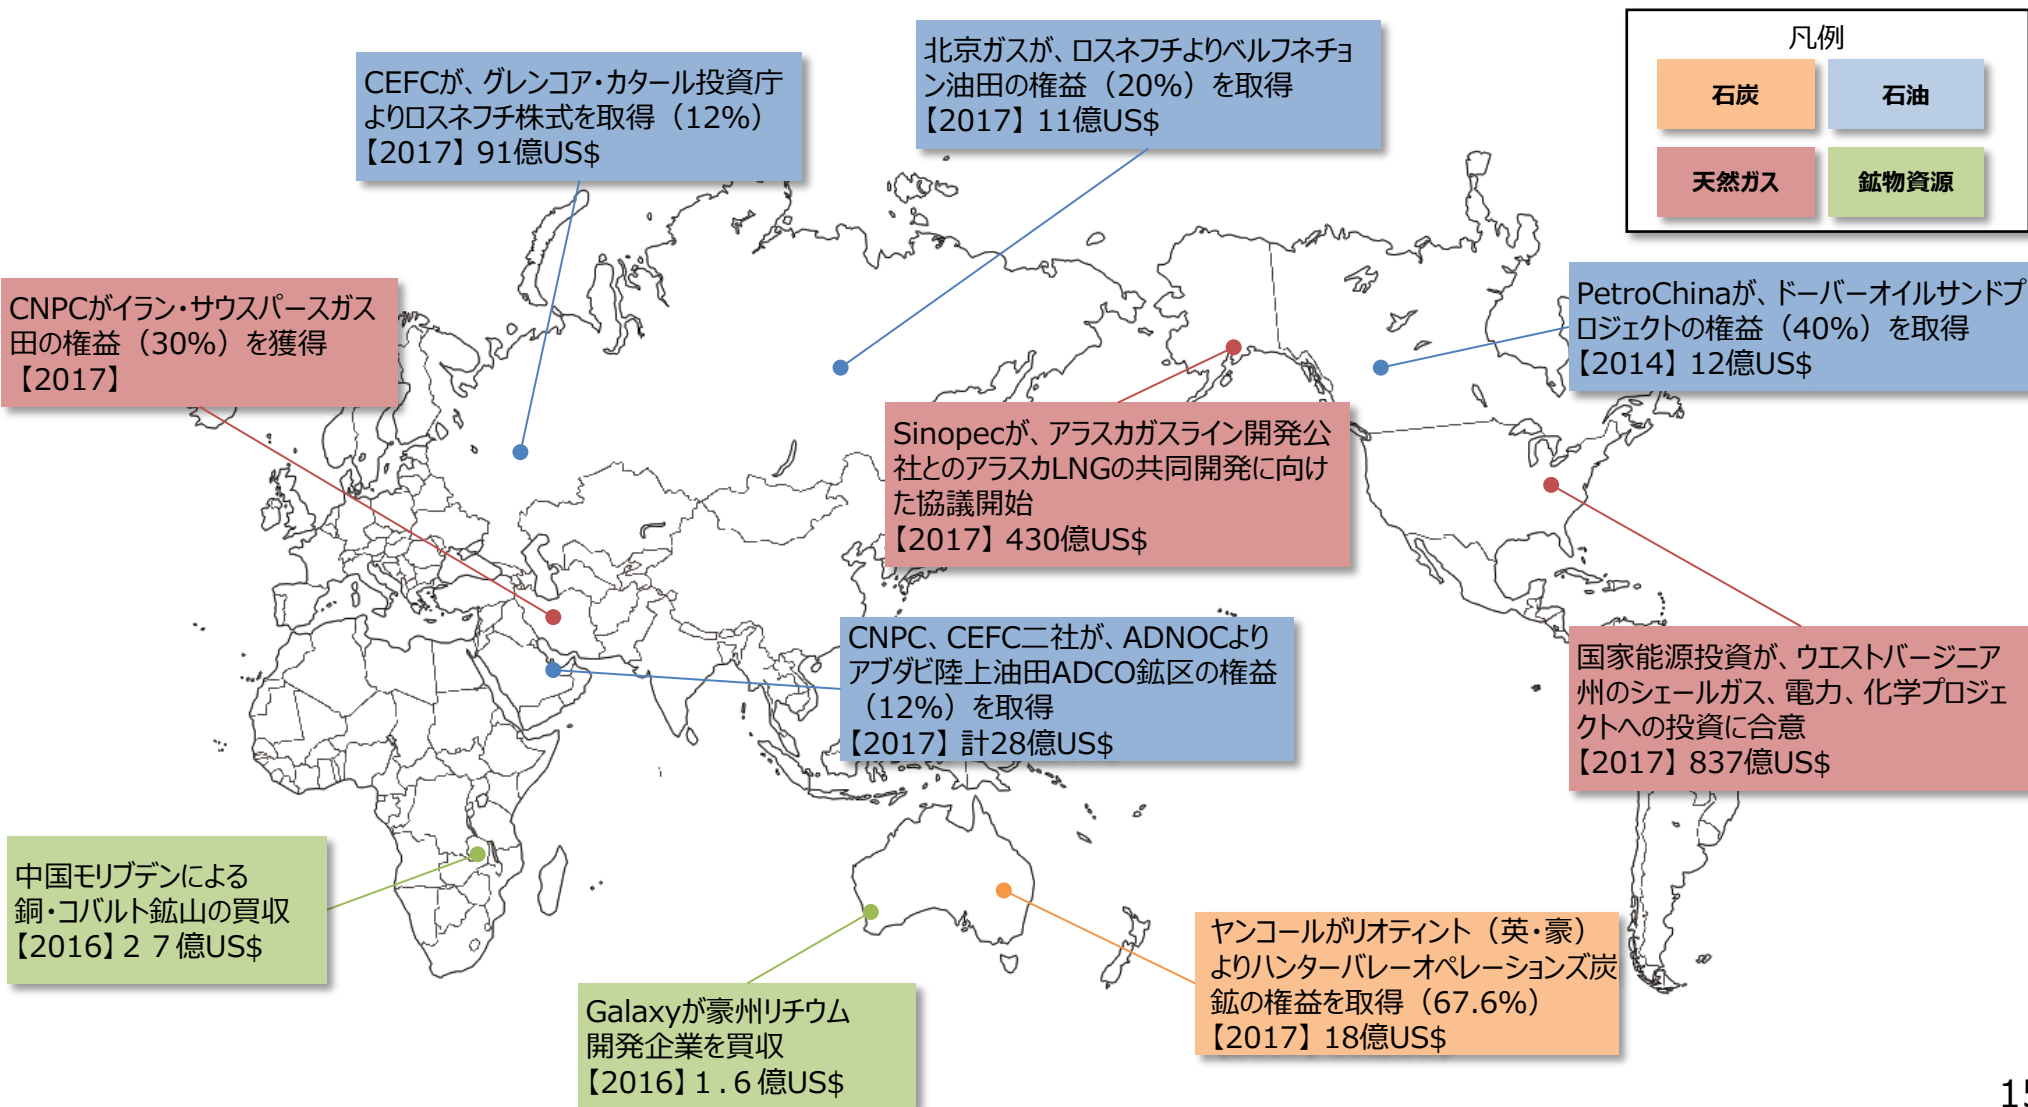 CEFCが、グレンコア・カタール投資庁
よりロスネフチ株式を取得（12%）
【2017】 91億US$
北京ガスが、ロスネフチよりベルフネチョ
ン油田の権益（20%）を取得
【2017】 11億US$
凡例
石炭
石油
天然ガス
鉱物資源
CNPCがイラン・サウスパースガス
田の権益（30%）を獲得
【2017】
PetroChinaが、ドーバーオイルサンドプ
ロジェクトの権益（40%）を取得
【2014】 12億US$
Sinopecが、アラスカガスライン開発公
社とのアラスカLNGの共同開発に向け
た協議開始
【2017】 430億US$
CNPC、CEFC二社が、ADNOCより
アブダビ陸上油田ADCO鉱区の権益
（12%）を取得
【2017】 計28億US$
国家能源投資が、ウエストバージニア
州のシェールガス、電力、化学プロジェ
クトへの投資に合意
【2017】 837億US$
中国モリブデンによる
銅・コバルト鉱山の買収
【2016】２７億US$
Galaxyが豪州リチウム
開発企業を買収
【2016】１.６億US$
ヤンコールがリオティント（英・豪）
よりハンターバレーオペレーションズ炭
鉱の権益を取得（67.6%）
【2017】 18億US$
15